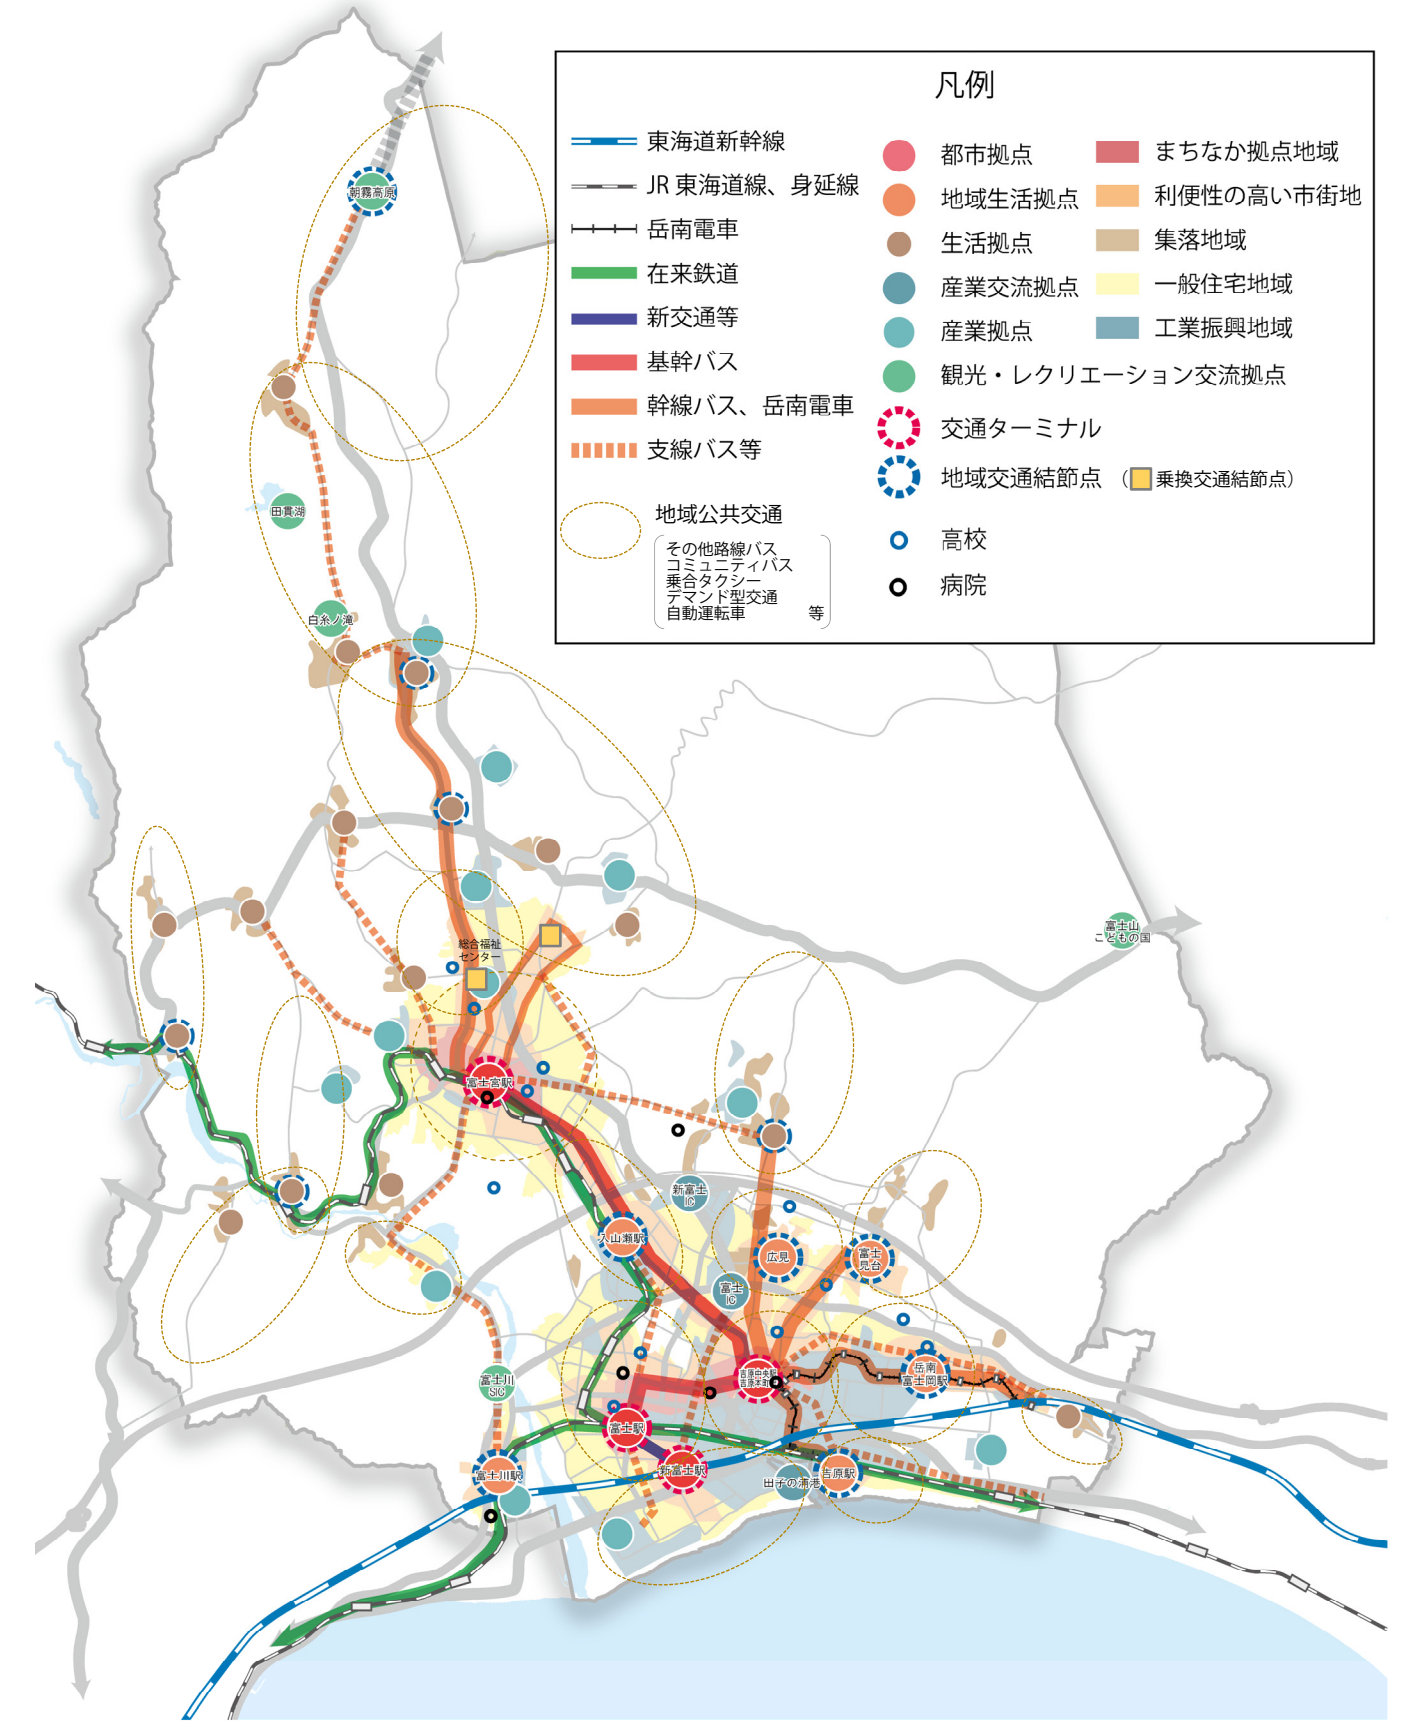 凡例
東海道新幹線
JR 東海道線、身延線
岳南電車
在来鉄道
新交通等
基幹バス
幹線バス、岳南電車
支線バス等
地域公共交通
その他路線バス
コミュニティバス
乗合タクシー
デマンド型交通
自動運転車 等
都市拠点
地域生活拠点
生活拠点
産業交流拠点
産業拠点
観光・レクリエーション交流拠点
交通ターミナル
地域交通結節点 (乗換交通結節点)
高校
病院
まちなか拠点地域
利便性の高い市街地
集落地域
一般住宅地域
工業振興地域
朝霧高原
田貫湖
白糸ノ滝
総合福祉
センター
富士山
こどもの国
富士宮駅
新富士
IC
入山瀬駅
広見
富士
見台
富士
IC
富士川
SIC
吉原中央駅
吉原本町駅
岳南
富士岡駅
富士駅
新富士駅
富士川駅
田子の浦港
吉原駅